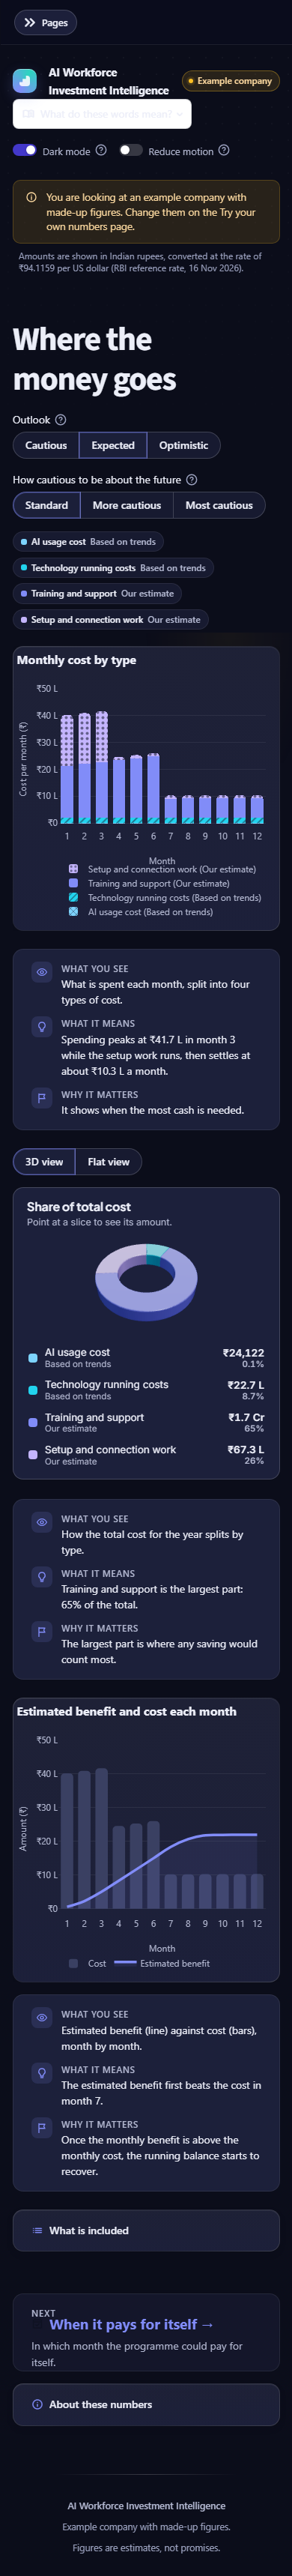 Pages
AI Workforce
Investment Intelligence
Example company
What do these words mean?
Dark mode
Reduce motion
You are looking at an example company with
made-up figures. Change them on the Try your
own numbers page.
Amounts are shown in Indian rupees, converted at the rate of
₹94.1159 per US dollar (RBI reference rate, 16 Nov 2026).
Where the
money goes
Outlook
Cautious Expected Optimistic
How cautious to be about the future
Standard More cautious Most cautious
AI usage cost Based on trends
Technology running costs Based on trends
Training and support Our estimate
Setup and connection work Our estimate
Monthly cost by type
₹50 L
₹40 L
₹30 L
₹20 L
₹10 L
₹0
Cost per month (₹)
1 2 3 4 5 6 7 8 9 10 11 12
Month
Setup and connection work (Our estimate)
Training and support (Our estimate)
Technology running costs (Based on trends)
AI usage cost (Based on trends)
WHAT YOU SEE
What is spent each month, split into four
types of cost.
WHAT IT MEANS
Spending peaks at ₹41.7 L in month 3
while the setup work runs, then settles at
about ₹10.3 L a month.
WHY IT MATTERS
It shows when the most cash is needed.
3D view Flat view
Share of total cost
Point at a slice to see its amount.
AI usage cost ₹24,122
Based on trends 0.1%
Technology running costs ₹22.7 L
Based on trends 8.7%
Training and support ₹1.7 Cr
Our estimate 65%
Setup and connection work ₹67.3 L
Our estimate 26%
WHAT YOU SEE
How the total cost for the year splits by
type.
WHAT IT MEANS
Training and support is the largest part:
65% of the total.
WHY IT MATTERS
The largest part is where any saving would
count most.
Estimated benefit and cost each month
₹50 L
₹40 L
₹30 L
₹20 L
₹10 L
₹0
Amount (₹)
1 2 3 4 5 6 7 8 9 10 11 12
Month
Cost Estimated benefit
WHAT YOU SEE
Estimated benefit (line) against cost (bars),
month by month.
WHAT IT MEANS
The estimated benefit first beats the cost in
month 7.
WHY IT MATTERS
Once the monthly benefit is above the
monthly cost, the running balance starts to
recover.
What is included
NEXT
When it pays for itself →
In which month the programme could pay for
itself.
About these numbers
AI Workforce Investment Intelligence
Example company with made-up figures.
Figures are estimates, not promises.